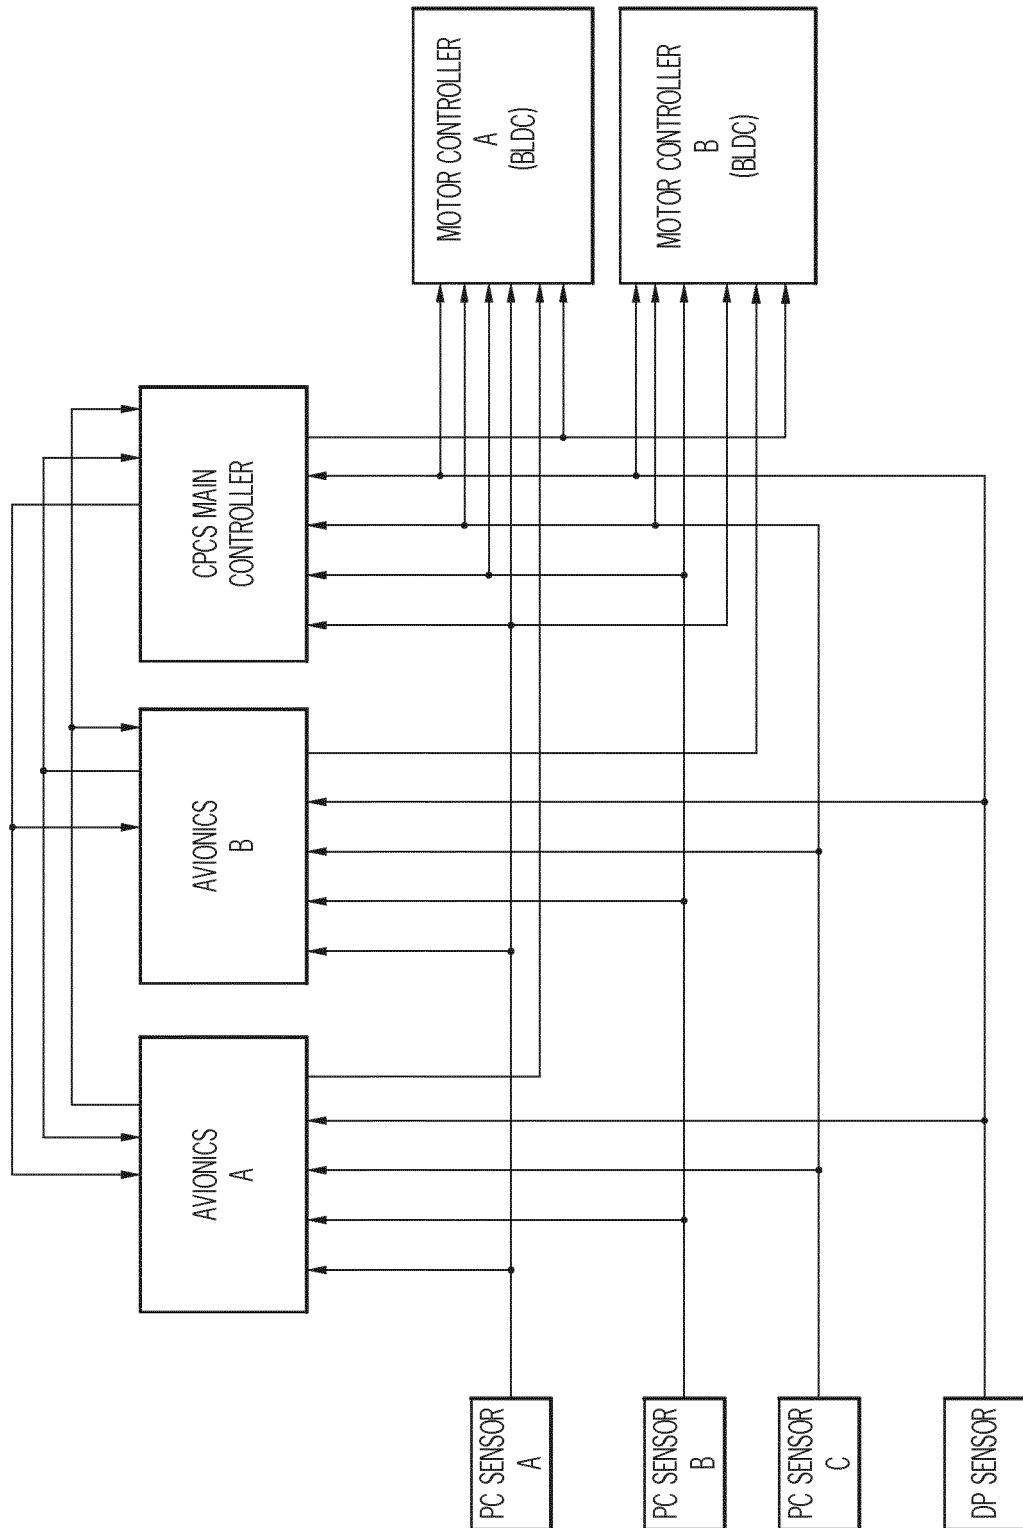 PC SENSOR
A
PC SENSOR
B
PC SENSOR
C
DP SENSOR
AVIONICS
A
AVIONICS
B
CPCS MAIN
CONTROLLER
MOTOR CONTROLLER
A
(BLDC)
MOTOR CONTROLLER
B
(BLDC)